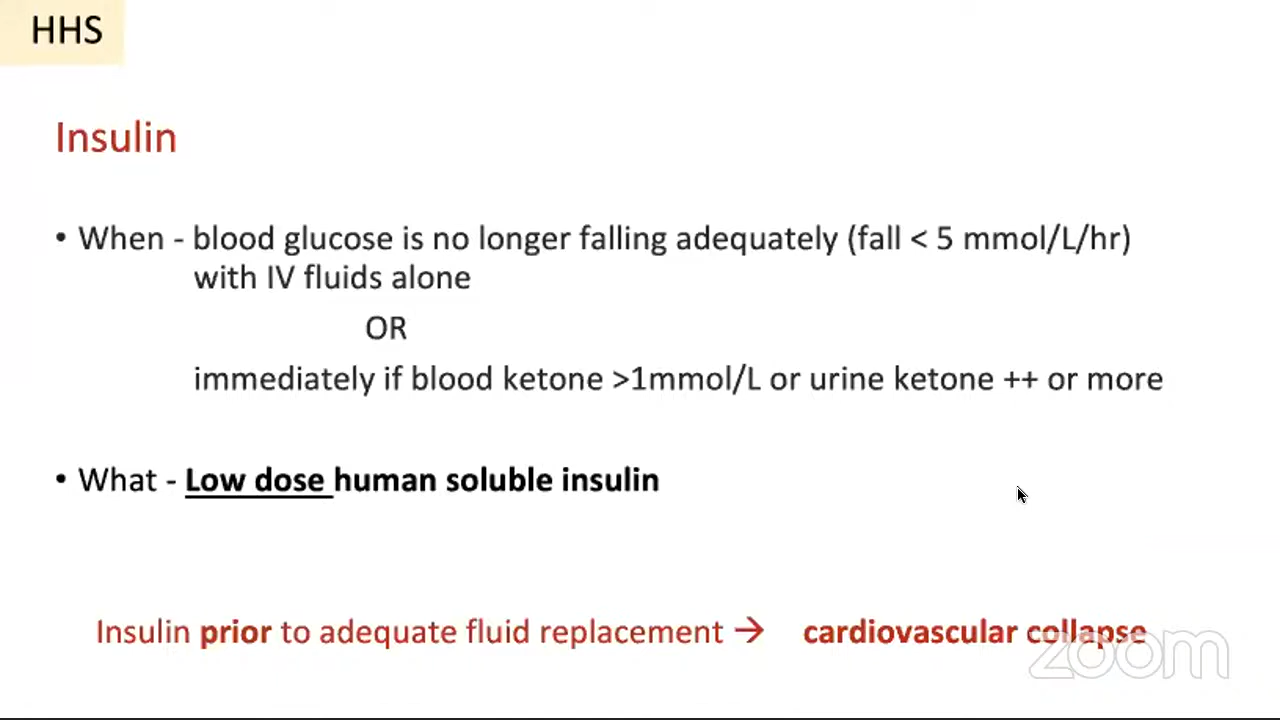 HHS
Insulin
• When - blood glucose is no longer falling adequately (fall < 5 mmol/L/hr)
with IV fluids alone
OR
immediately if blood ketone >1mmol/L or urine ketone ++ or more
• What - Low dose human soluble insulin
Insulin prior to adequate fluid replacement → cardiovascular collapse
zoom